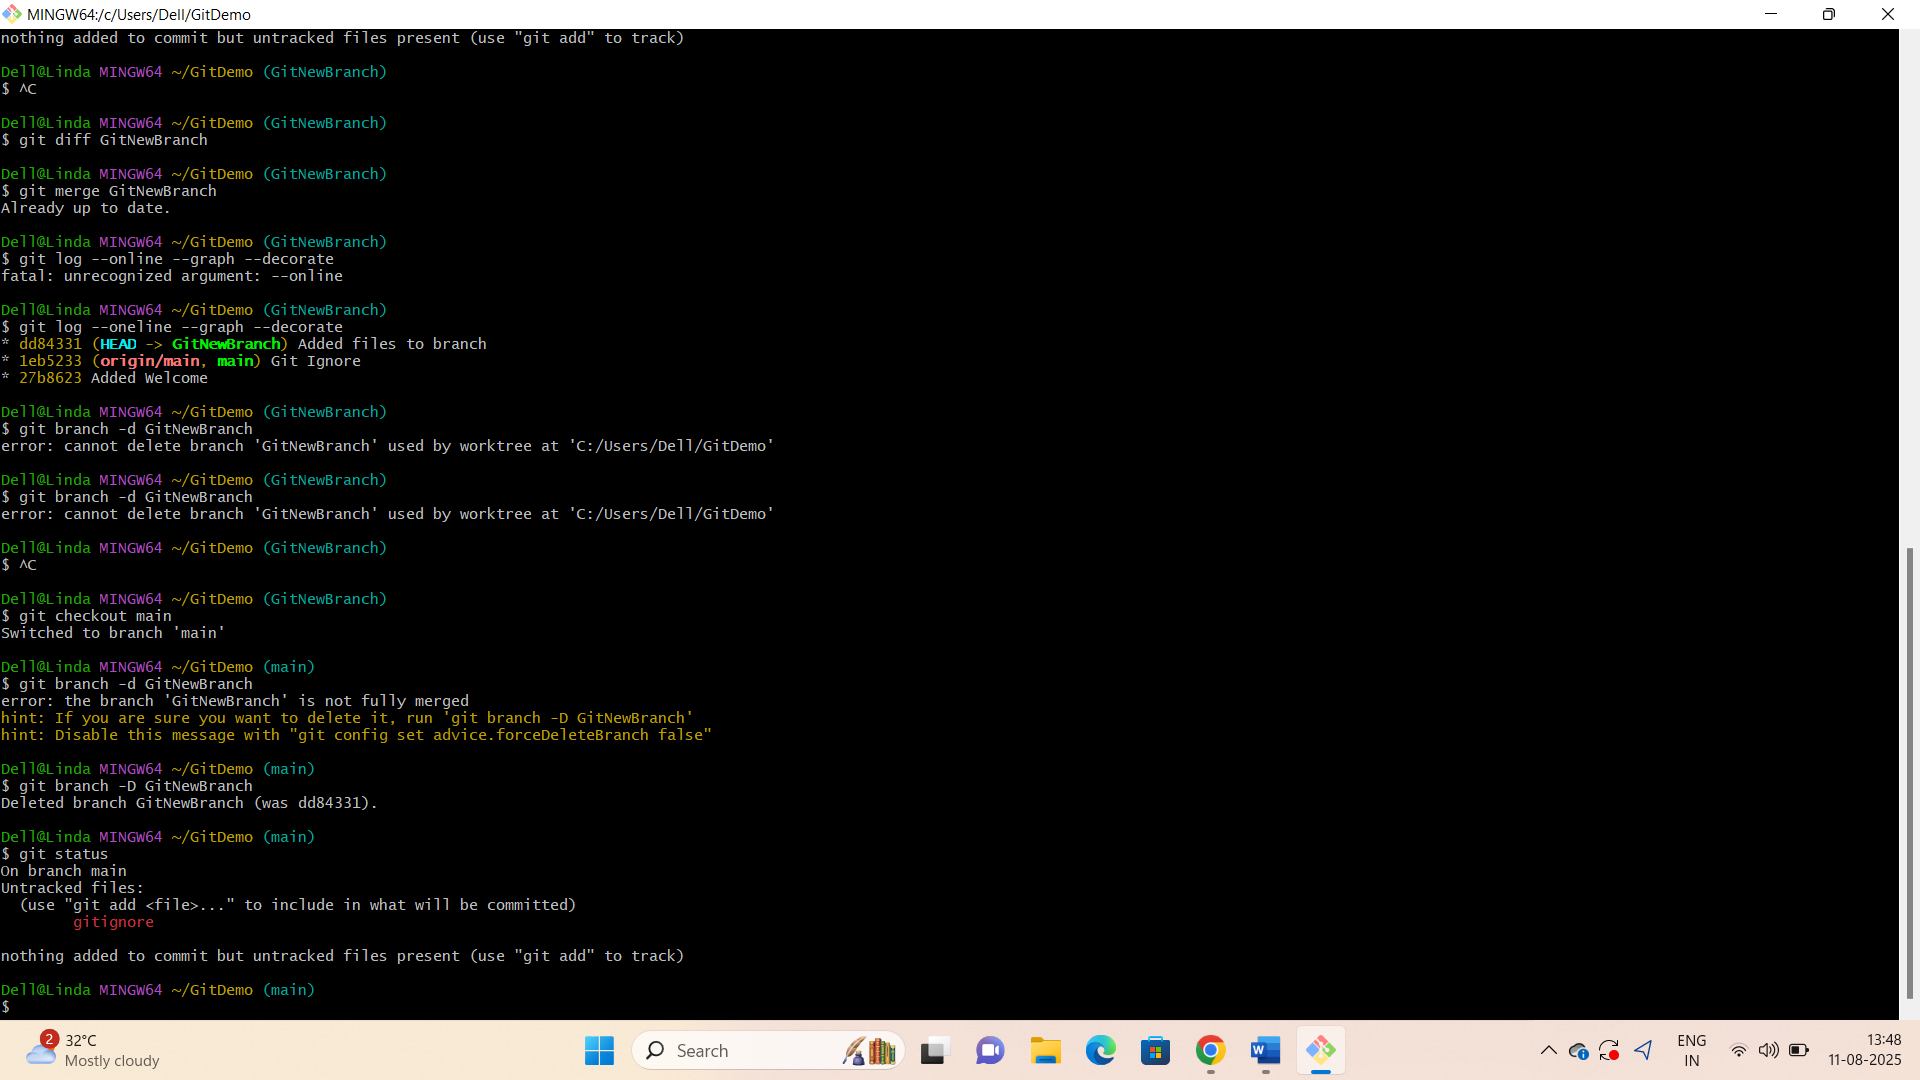 MINGW64:/c/Users/Dell/GitDemo
nothing added to commit but untracked files present (use "git add" to track)
Dell@Linda MINGW64 ~/GitDemo (GitNewBranch)
$ ^C
Dell@Linda MINGW64 ~/GitDemo (GitNewBranch)
$ git diff GitNewBranch
Dell@Linda MINGW64 ~/GitDemo (GitNewBranch)
$ git merge GitNewBranch
Already up to date.
Dell@Linda MINGW64 ~/GitDemo (GitNewBranch)
$ git log --online --graph --decorate
fatal: unrecognized argument: --online
Dell@Linda MINGW64 ~/GitDemo (GitNewBranch)
$ git log --oneline --graph --decorate
* dd84331 (HEAD -> GitNewBranch) Added files to branch
* 1eb5233 (origin/main, main) Git Ignore
* 27b8623 Added Welcome
Dell@Linda MINGW64 ~/GitDemo (GitNewBranch)
$ git branch -d GitNewBranch
error: cannot delete branch 'GitNewBranch' used by worktree at 'C:/Users/Dell/GitDemo'
Dell@Linda MINGW64 ~/GitDemo (GitNewBranch)
$ git branch -d GitNewBranch
error: cannot delete branch 'GitNewBranch' used by worktree at 'C:/Users/Dell/GitDemo'
Dell@Linda MINGW64 ~/GitDemo (GitNewBranch)
$ ^C
Dell@Linda MINGW64 ~/GitDemo (GitNewBranch)
$ git checkout main
Switched to branch 'main'
Dell@Linda MINGW64 ~/GitDemo (main)
$ git branch -d GitNewBranch
error: the branch 'GitNewBranch' is not fully merged
hint: If you are sure you want to delete it, run 'git branch -D GitNewBranch'
hint: Disable this message with "git config set advice.forceDeleteBranch false"
Dell@Linda MINGW64 ~/GitDemo (main)
$ git branch -D GitNewBranch
Deleted branch GitNewBranch (was dd84331).
Dell@Linda MINGW64 ~/GitDemo (main)
$ git status
On branch main
Untracked files:
(use "git add <file>..." to include in what will be committed)
gitignore
nothing added to commit but untracked files present (use "git add" to track)
Dell@Linda MINGW64 ~/GitDemo (main)
$
2
32°C
Mostly cloudy
Search
W
ENG
IN
13:48
11-08-2025